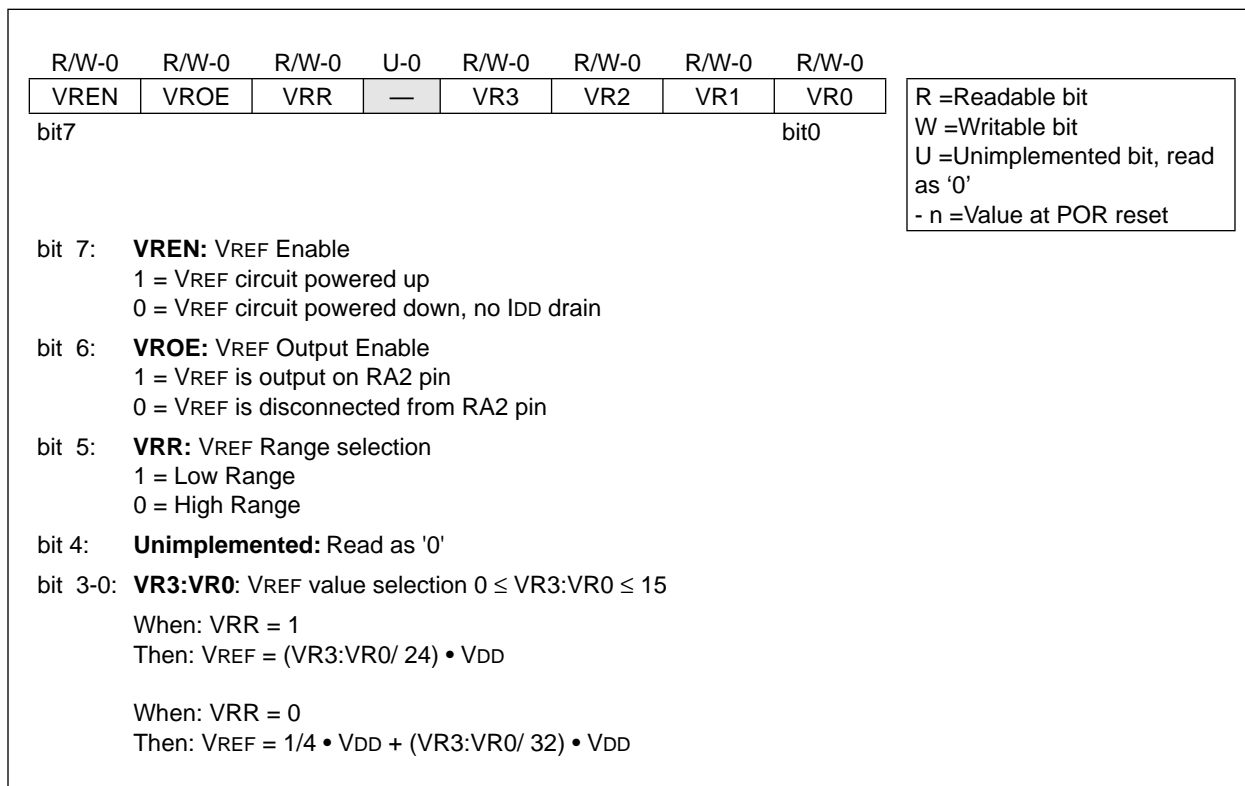 R/W-0 R/W-0 R/W-0 U-0 R/W-0 R/W-0 R/W-0 R/W-0
VREN VROE VRR — VR3 VR2 VR1 VR0
bit7 bit0
R =Readable bit
W =Writable bit
U =Unimplemented bit, read
as ‘0’
- n =Value at POR reset
bit 7: VREN: VREF Enable
1 = VREF circuit powered up
0 = VREF circuit powered down, no IDD drain
bit 6: VROE: VREF Output Enable
1 = VREF is output on RA2 pin
0 = VREF is disconnected from RA2 pin
bit 5: VRR: VREF Range selection
1 = Low Range
0 = High Range
bit 4: Unimplemented: Read as '0'
bit 3-0: VR3:VR0: VREF value selection 0 ≤ VR3:VR0 ≤ 15
When: VRR = 1
Then: VREF = (VR3:VR0/ 24) • VDD
When: VRR = 0
Then: VREF = 1/4 • VDD + (VR3:VR0/ 32) • VDD